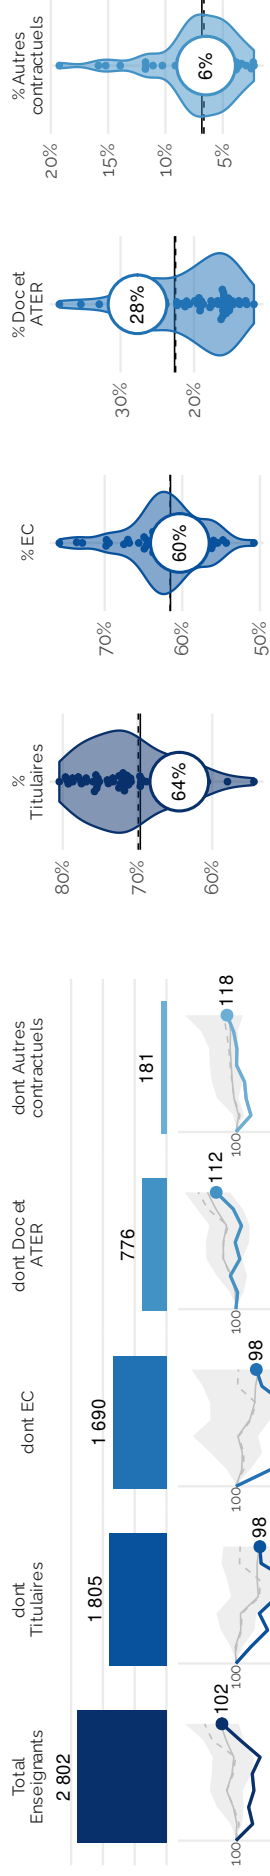 Total
Enseignants
dont
Titulaires
dont EC
dont Doc et
ATER
dont Autres
contractuels
2 802
1 805
1 690
776
181
100
102
100
98
100
98
100
112
100
118
%
Titulaires
80%
70%
60%
64%
% EC
70%
60%
50%
60%
% Doc et
ATER
30%
20%
28%
% Autres
contractuels
20%
15%
10%
5%
6%